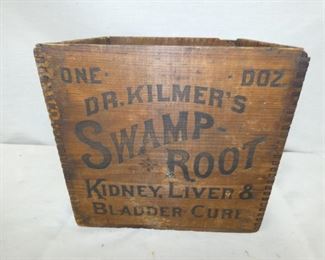 ONE · · DOZ
DR. KILMER'S
SWAMP-
ROOT
KIDNEY, LIVER &
BLADDER CURE